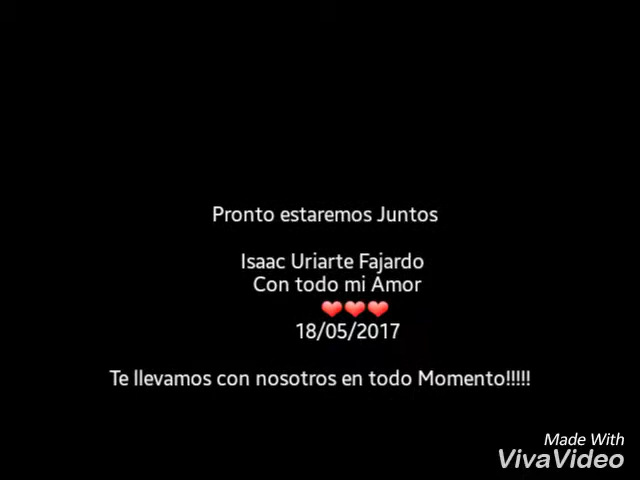 Pronto estaremos Juntos
Isaac Uriarte Fajardo
Con todo mi Amor
❤❤❤
18/05/2017
Te llevamos con nosotros en todo Momento!!!!!
Made With
VivaVideo